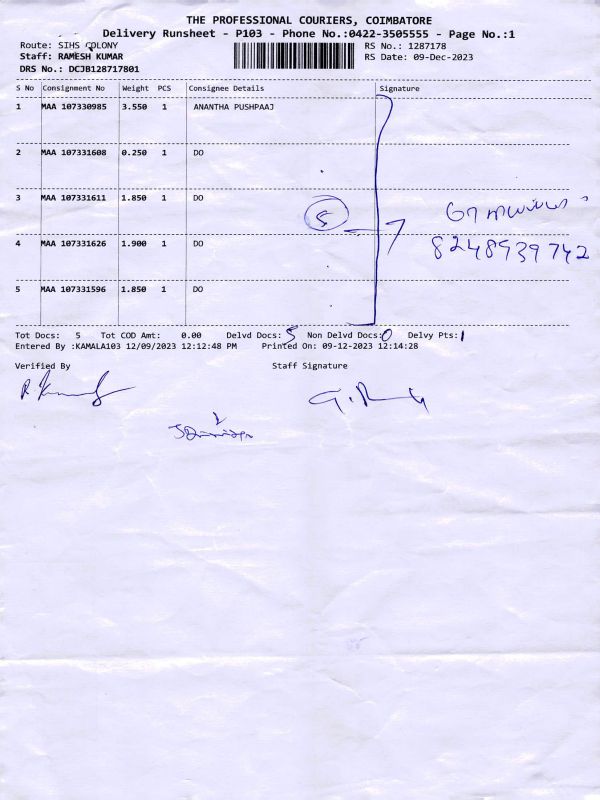 THE PROFESSIONAL COURIERS, COIMBATORE
Delivery Runsheet - P103 - Phone No.:0422-3505555 - Page No.:1
Route: SIHS COLONY
RS No.: 1287178
Staff: RAMESH KUMAR
RS Date: 09-Dec-2023
DRS No.: DCJB128717801
S No Consignment No Weight PCS Consignee Details Signature
1 MAA 107330985 3.550 1 ANANTHA PUSHPAAJ
2 MAA 107331608 0.250 1 DO
3 MAA 107331611 1.850 1 DO
5
4 MAA 107331626 1.900 1 DO
8248939742
5 MAA 107331596 1.850 1 DO
Tot Docs: 5 Tot COD Amt: 0.00 Delvd Docs: 5 Non Delvd Docs: 0 Delvy Pts: 1
Entered By :KAMALA103 12/09/2023 12:12:48 PM Printed On: 09-12-2023 12:14:28
Verified By Staff Signature